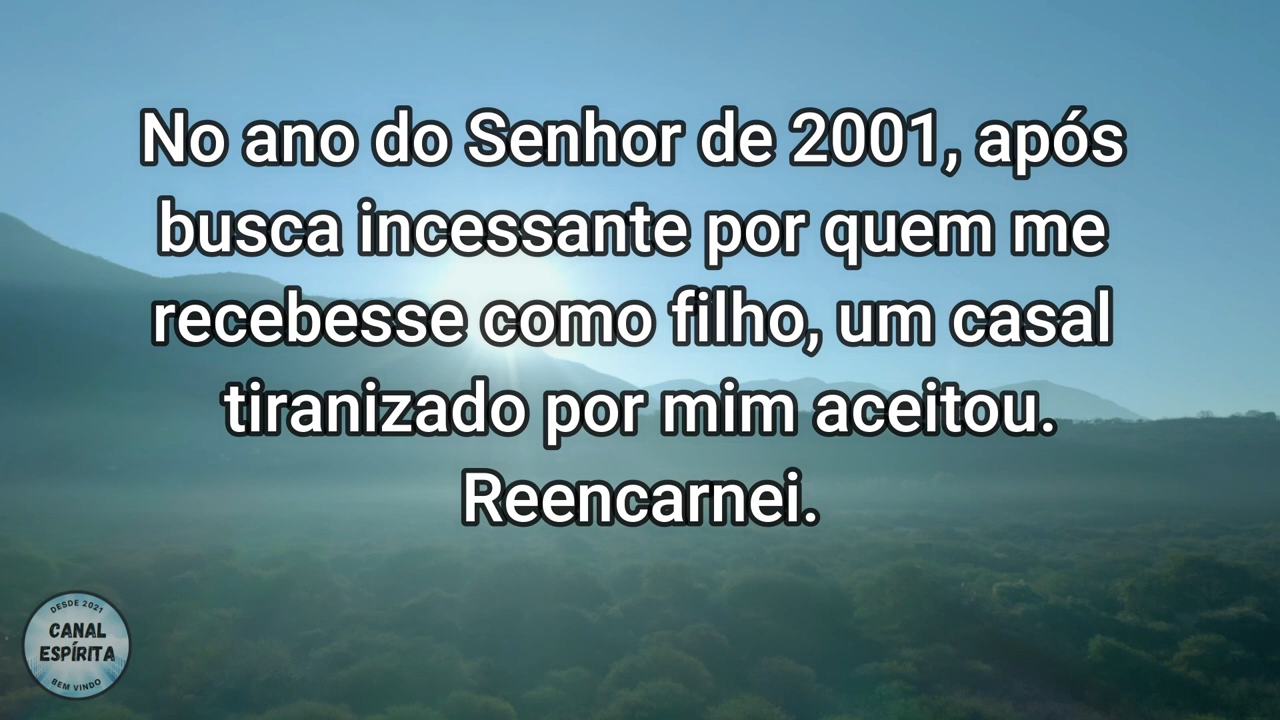 No ano do Senhor de 2001, após
busca incessante por quem me
recebesse como filho, um casal
tiranizado por mim aceitou.
Reencarnei.
DESDE 2021
CANAL
ESPÍRITA
BEM VINDO